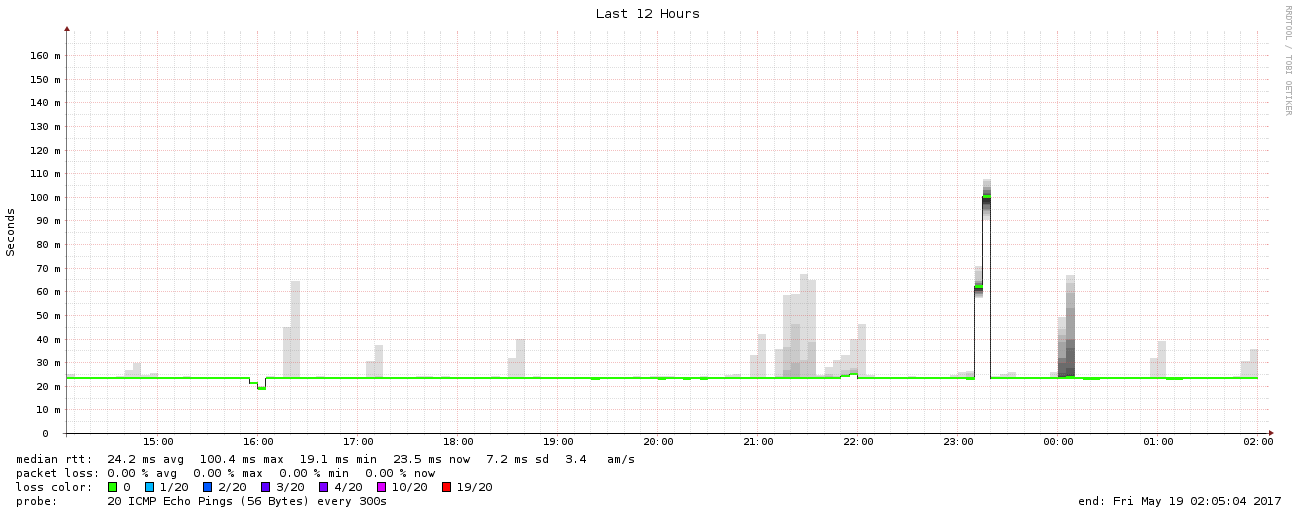 Last 12 Hours
RRDTOOL / TOBI OETIKER
Seconds
160 m
150 m
140 m
130 m
120 m
110 m
100 m
90 m
80 m
70 m
60 m
50 m
40 m
30 m
20 m
10 m
0
15:00 16:00 17:00 18:00 19:00 20:00 21:00 22:00 23:00 00:00 01:00 02:00
median rtt: 24.2 ms avg 100.4 ms max 19.1 ms min 23.5 ms now 7.2 ms sd 3.4 am/s
packet loss: 0.00 % avg 0.00 % max 0.00 % min 0.00 % now
loss color: 0 1/20 2/20 3/20 4/20 10/20 19/20
probe: 20 ICMP Echo Pings (56 Bytes) every 300s end: Fri May 19 02:05:04 2017